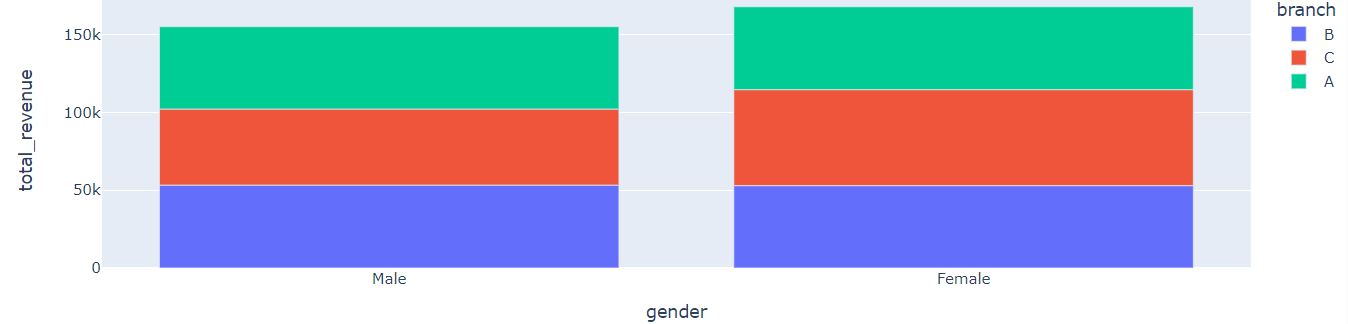 branch
B
C
A
total_revenue
150k
100k
50k
0
Male
Female
gender